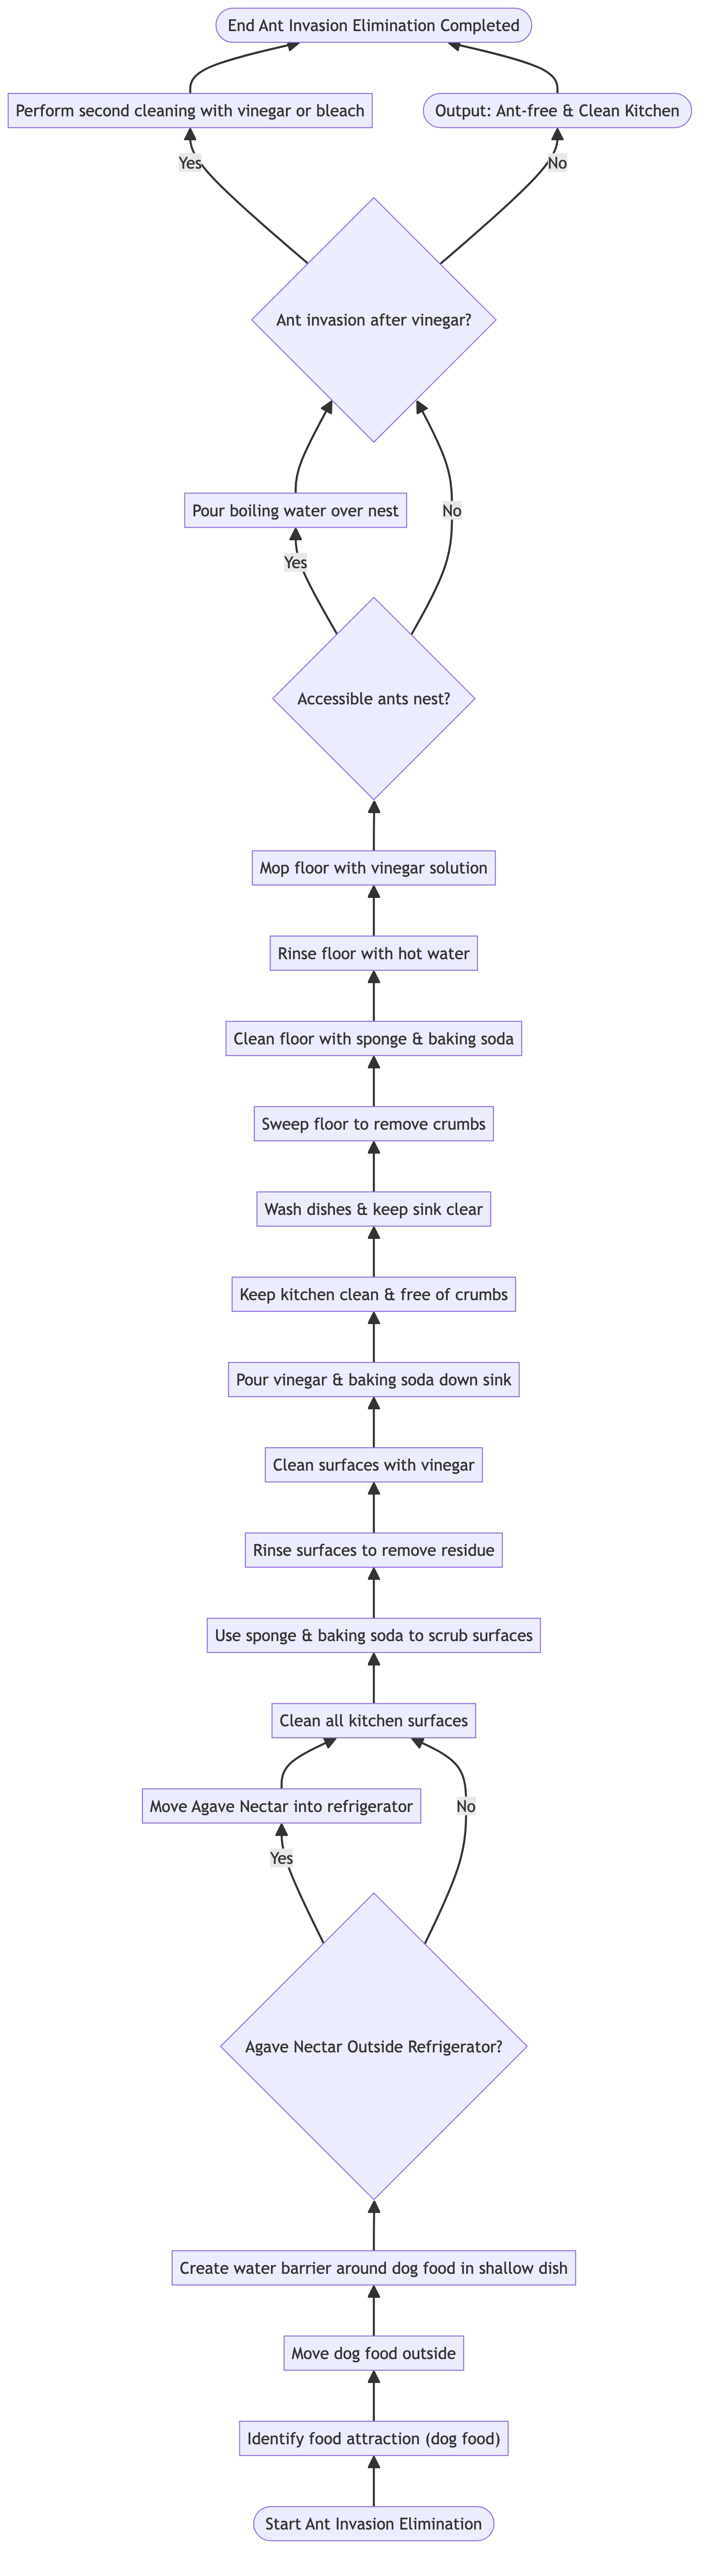 End Ant Invasion Elimination Completed
Perform second cleaning with vinegar or bleach
Output: Ant-free & Clean Kitchen
Yes
No
Ant invasion after vinegar?
Pour boiling water over nest
No
Yes
Accessible ants nest?
Mop floor with vinegar solution
Rinse floor with hot water
Clean floor with sponge & baking soda
Sweep floor to remove crumbs
Wash dishes & keep sink clear
Keep kitchen clean & free of crumbs
Pour vinegar & baking soda down sink
Clean surfaces with vinegar
Rinse surfaces to remove residue
Use sponge & baking soda to scrub surfaces
Clean all kitchen surfaces
Move Agave Nectar into refrigerator
No
Yes
Agave Nectar Outside Refrigerator?
Create water barrier around dog food in shallow dish
Move dog food outside
Identify food attraction (dog food)
Start Ant Invasion Elimination